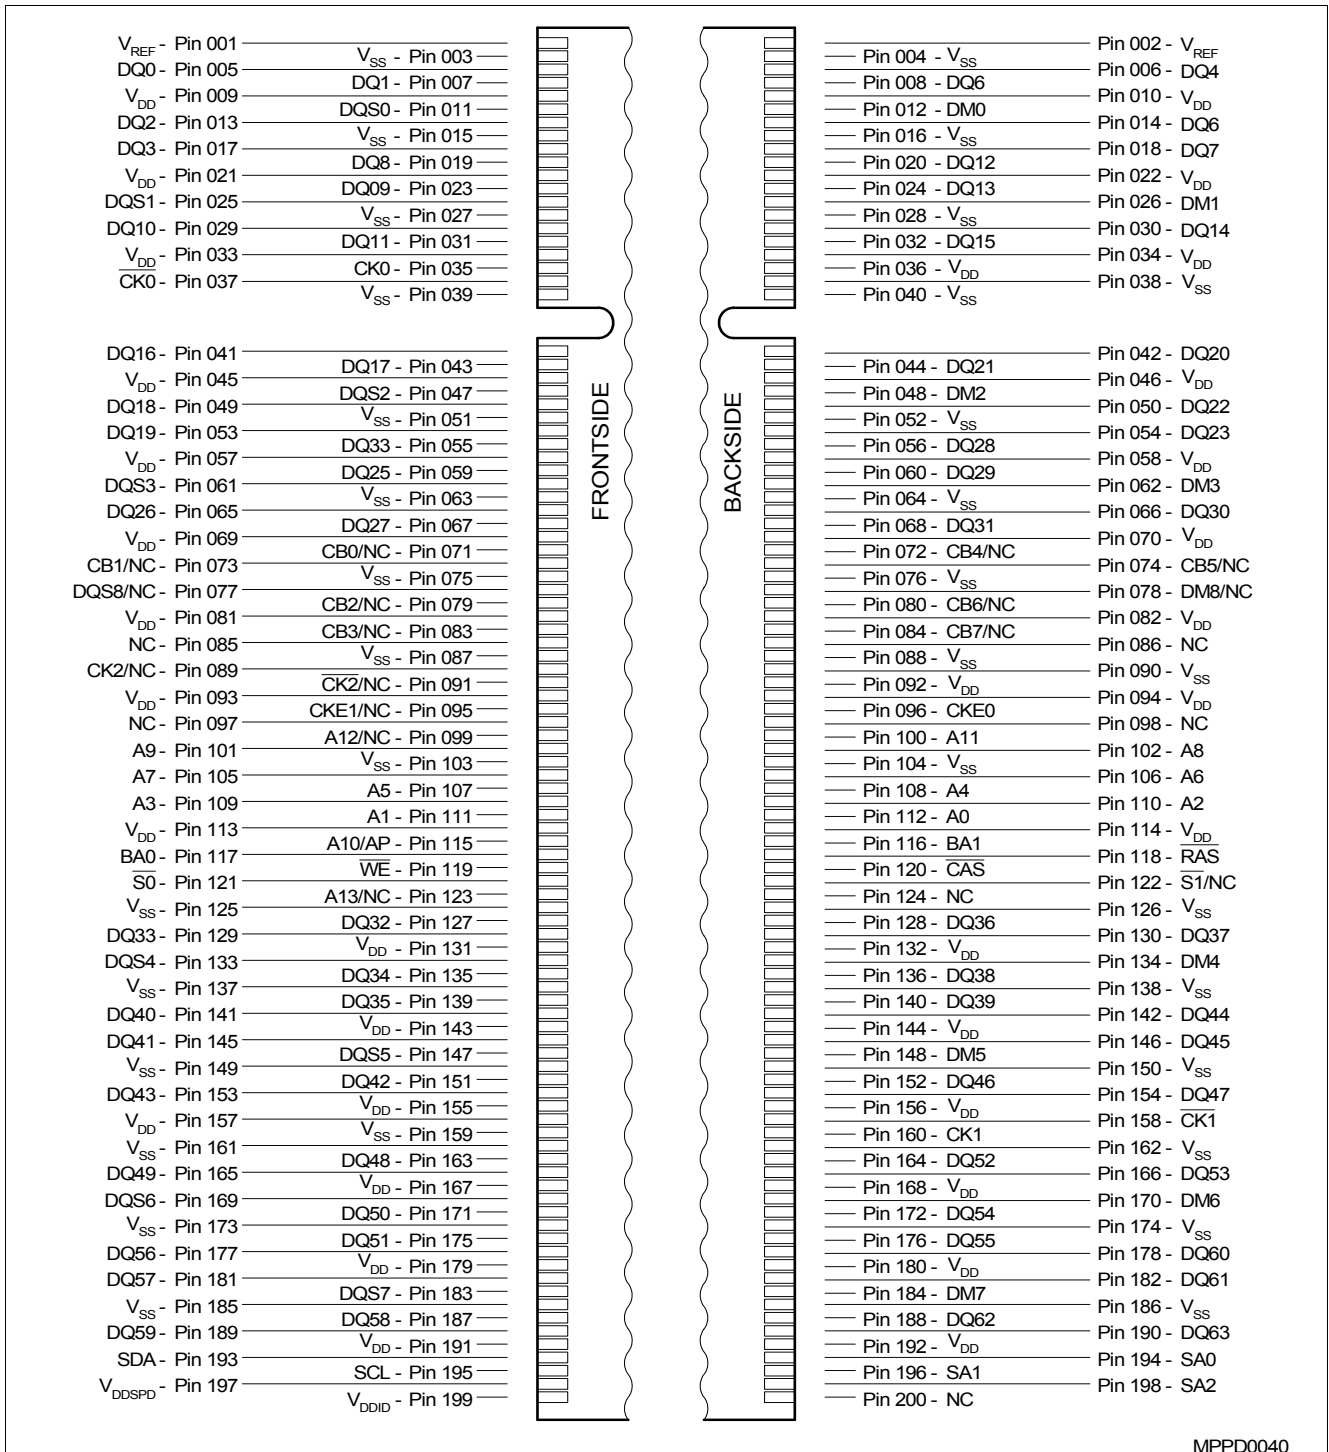 VREF - Pin 001
Pin 002 - VREF
VSS - Pin 003
Pin 004 - VSS
DQ0 - Pin 005
Pin 006 - DQ4
DQ1 - Pin 007
Pin 008 - DQ6
VDD - Pin 009
Pin 010 - VDD
DQS0 - Pin 011
Pin 012 - DM0
DQ2 - Pin 013
Pin 014 - DQ6
VSS - Pin 015
Pin 016 - VSS
DQ3 - Pin 017
Pin 018 - DQ7
DQ8 - Pin 019
Pin 020 - DQ12
VDD - Pin 021
Pin 022 - VDD
DQ09 - Pin 023
Pin 024 - DQ13
DQS1 - Pin 025
Pin 026 - DM1
VSS - Pin 027
Pin 028 - VSS
DQ10 - Pin 029
Pin 030 - DQ14
DQ11 - Pin 031
Pin 032 - DQ15
VDD - Pin 033
Pin 034 - VDD
CK0 - Pin 035
Pin 036 - VDD
C̅K̅0̅ - Pin 037
Pin 038 - VSS
VSS - Pin 039
Pin 040 - VSS
DQ16 - Pin 041
Pin 042 - DQ20
DQ17 - Pin 043
Pin 044 - DQ21
VDD - Pin 045
Pin 046 - VDD
DQS2 - Pin 047
Pin 048 - DM2
DQ18 - Pin 049
Pin 050 - DQ22
VSS - Pin 051
Pin 052 - VSS
DQ19 - Pin 053
Pin 054 - DQ23
DQ33 - Pin 055
Pin 056 - DQ28
VDD - Pin 057
Pin 058 - VDD
DQ25 - Pin 059
Pin 060 - DQ29
DQS3 - Pin 061
Pin 062 - DM3
VSS - Pin 063
Pin 064 - VSS
DQ26 - Pin 065
Pin 066 - DQ30
DQ27 - Pin 067
Pin 068 - DQ31
VDD - Pin 069
Pin 070 - VDD
CB0/NC - Pin 071
Pin 072 - CB4/NC
CB1/NC - Pin 073
Pin 074 - CB5/NC
VSS - Pin 075
Pin 076 - VSS
DQS8/NC - Pin 077
Pin 078 - DM8/NC
CB2/NC - Pin 079
Pin 080 - CB6/NC
VDD - Pin 081
Pin 082 - VDD
CB3/NC - Pin 083
Pin 084 - CB7/NC
NC - Pin 085
Pin 086 - NC
VSS - Pin 087
Pin 088 - VSS
CK2/NC - Pin 089
Pin 090 - VSS
C̅K̅2̅/NC - Pin 091
Pin 092 - VDD
VDD - Pin 093
Pin 094 - VDD
CKE1/NC - Pin 095
Pin 096 - CKE0
NC - Pin 097
Pin 098 - NC
A12/NC - Pin 099
Pin 100 - A11
A9 - Pin 101
Pin 102 - A8
VSS - Pin 103
Pin 104 - VSS
A7 - Pin 105
Pin 106 - A6
A5 - Pin 107
Pin 108 - A4
A3 - Pin 109
Pin 110 - A2
A1 - Pin 111
Pin 112 - A0
VDD - Pin 113
Pin 114 - VDD
A10/AP - Pin 115
Pin 116 - BA1
BA0 - Pin 117
Pin 118 - R̅A̅S̅
W̅E̅ - Pin 119
Pin 120 - C̅A̅S̅
S̅0̅ - Pin 121
Pin 122 - S̅1̅/NC
A13/NC - Pin 123
Pin 124 - NC
VSS - Pin 125
Pin 126 - VSS
DQ32 - Pin 127
Pin 128 - DQ36
DQ33 - Pin 129
Pin 130 - DQ37
VDD - Pin 131
Pin 132 - VDD
DQS4 - Pin 133
Pin 134 - DM4
DQ34 - Pin 135
Pin 136 - DQ38
VSS - Pin 137
Pin 138 - VSS
DQ35 - Pin 139
Pin 140 - DQ39
DQ40 - Pin 141
Pin 142 - DQ44
VDD - Pin 143
Pin 144 - VDD
DQ41 - Pin 145
Pin 146 - DQ45
DQS5 - Pin 147
Pin 148 - DM5
VSS - Pin 149
Pin 150 - VSS
DQ42 - Pin 151
Pin 152 - DQ46
DQ43 - Pin 153
Pin 154 - DQ47
VDD - Pin 155
Pin 156 - VDD
VDD - Pin 157
Pin 158 - C̅K̅1̅
VSS - Pin 159
Pin 160 - CK1
VSS - Pin 161
Pin 162 - VSS
DQ48 - Pin 163
Pin 164 - DQ52
DQ49 - Pin 165
Pin 166 - DQ53
VDD - Pin 167
Pin 168 - VDD
DQS6 - Pin 169
Pin 170 - DM6
DQ50 - Pin 171
Pin 172 - DQ54
VSS - Pin 173
Pin 174 - VSS
DQ51 - Pin 175
Pin 176 - DQ55
DQ56 - Pin 177
Pin 178 - DQ60
VDD - Pin 179
Pin 180 - VDD
DQ57 - Pin 181
Pin 182 - DQ61
DQS7 - Pin 183
Pin 184 - DM7
VSS - Pin 185
Pin 186 - VSS
DQ58 - Pin 187
Pin 188 - DQ62
DQ59 - Pin 189
Pin 190 - DQ63
VDD - Pin 191
Pin 192 - VDD
SDA - Pin 193
Pin 194 - SA0
SCL - Pin 195
Pin 196 - SA1
VDDSPD - Pin 197
Pin 198 - SA2
VDDID - Pin 199
Pin 200 - NC
FRONTSIDE
BACKSIDE
MPPD0040